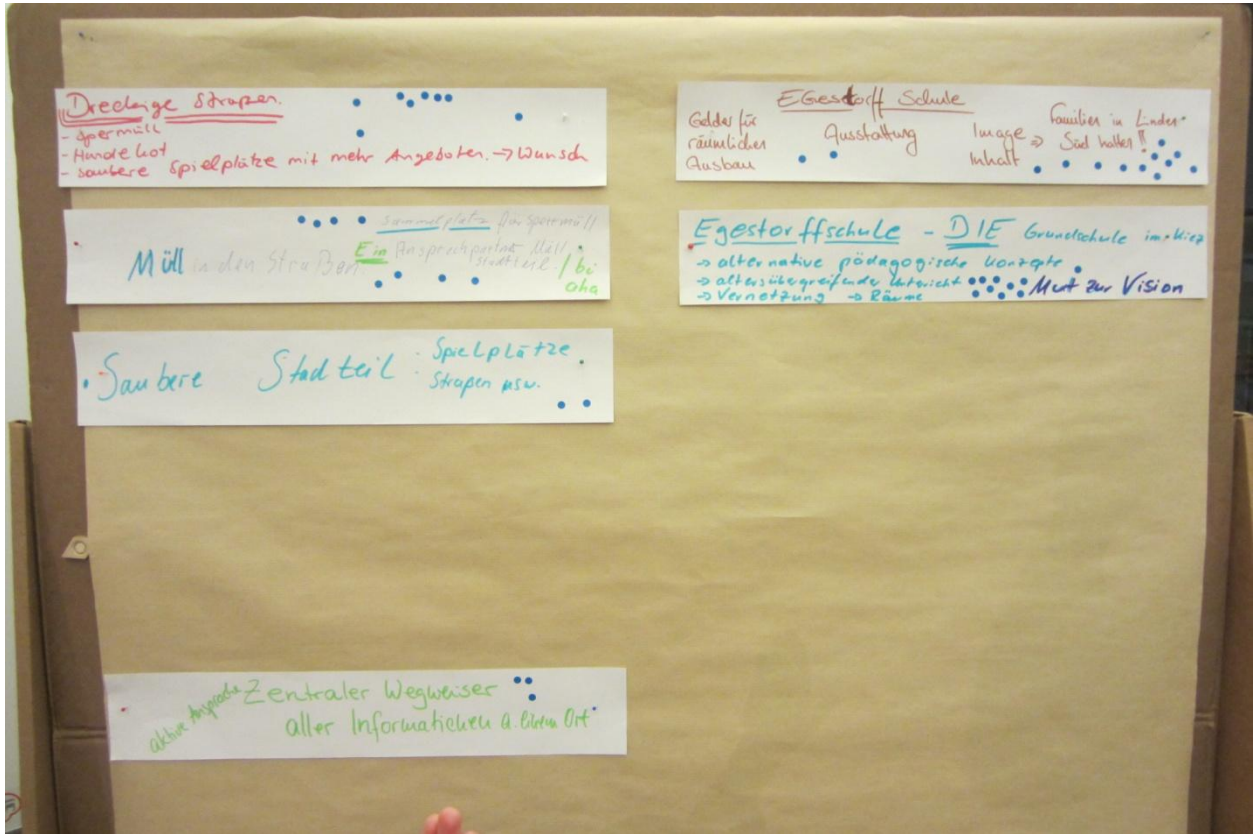 Dreckige Straßen.
- Spermüll
- Hundekot
- saubere Spielplätze mit mehr Angeboten. → Wunsch
Müll in den Straßen
Sammelplatz für Sperrmüll
Ein Ansprechpartner Müll /
Stadtteil
aha
Saubere Stadtteil : Spielplätze
Straßen usw.
aktive Ansprache
Zentraler Wegweiser
aller Informationen a. einem Ort
EGestorff Schule
Gelder für
räumlichen
Ausbau
Ausstattung
Image
Inhalt
⇒ Familien in Linden-
Süd halten!!
Egestorffschule - DIE Grundschule im Kiez
→ alternative pädagogische Konzepte
→ altersübergreifender Unterricht
→ Vernetzung → Räume
Mut zur Vision